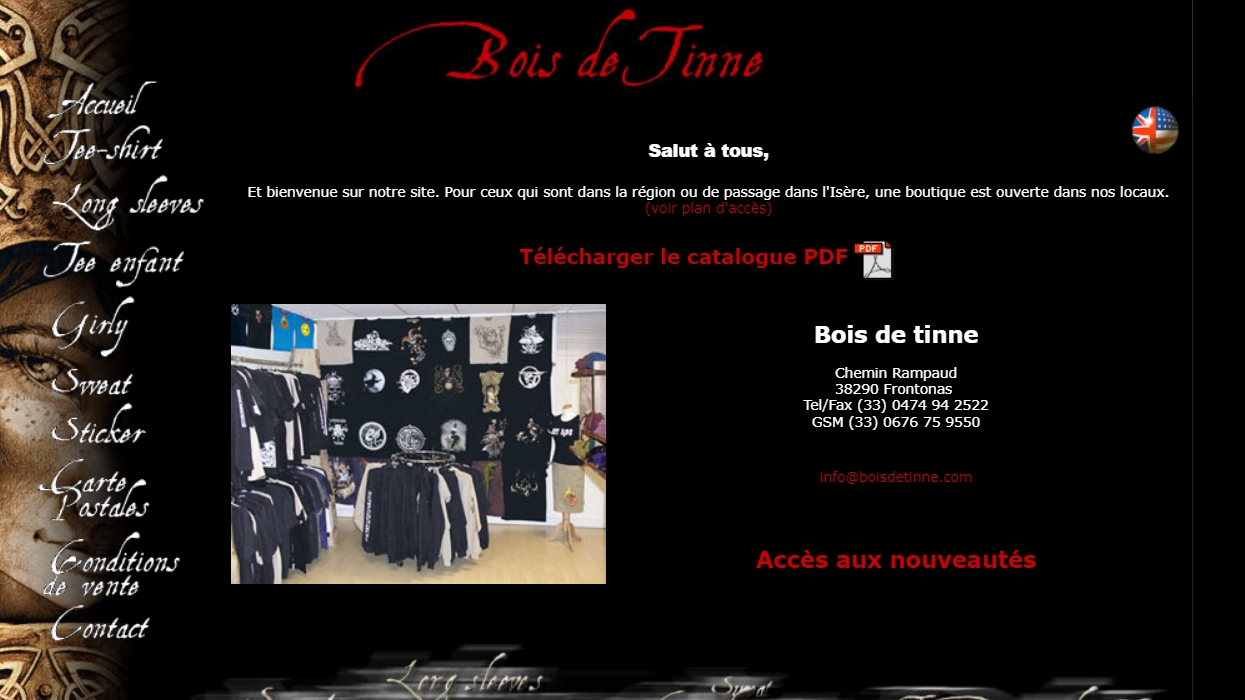 Bois de Tinne
Accueil
Tee-shirt
Long sleeves
Tee enfant
Girly
Sweat
Sticker
Carte
Postales
Conditions
de vente
Contact
Salut à tous,
Et bienvenue sur notre site. Pour ceux qui sont dans la région ou de passage dans l'Isère, une boutique est ouverte dans nos locaux.
(voir plan d'accès)
Télécharger le catalogue PDF
PDF
Bois de tinne
Chemin Rampaud
38290 Frontonas
Tel/Fax (33) 0474 94 2522
GSM (33) 0676 75 9550
info@boisdetinne.com
Accès aux nouveautés
Long sleeves
Sweat